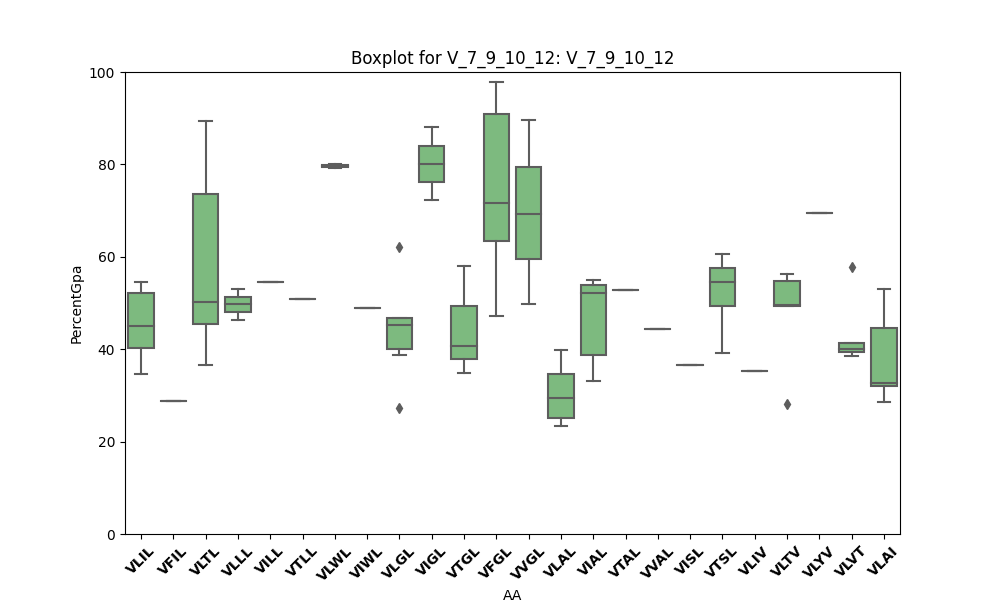 Boxplot for V_7_9_10_12: V_7_9_10_12
PercentGpa
100
80
60
40
20
0
VLIL
VFIL
VLTL
VLLL
VILL
VTLL
VLWL
VIWL
VLGL
VIGL
VTGL
VFGL
VVGL
VLAL
VIAL
VTAL
VVAL
VISL
VTSL
VLIV
VLTV
VLYV
VLVT
VLAI
AA